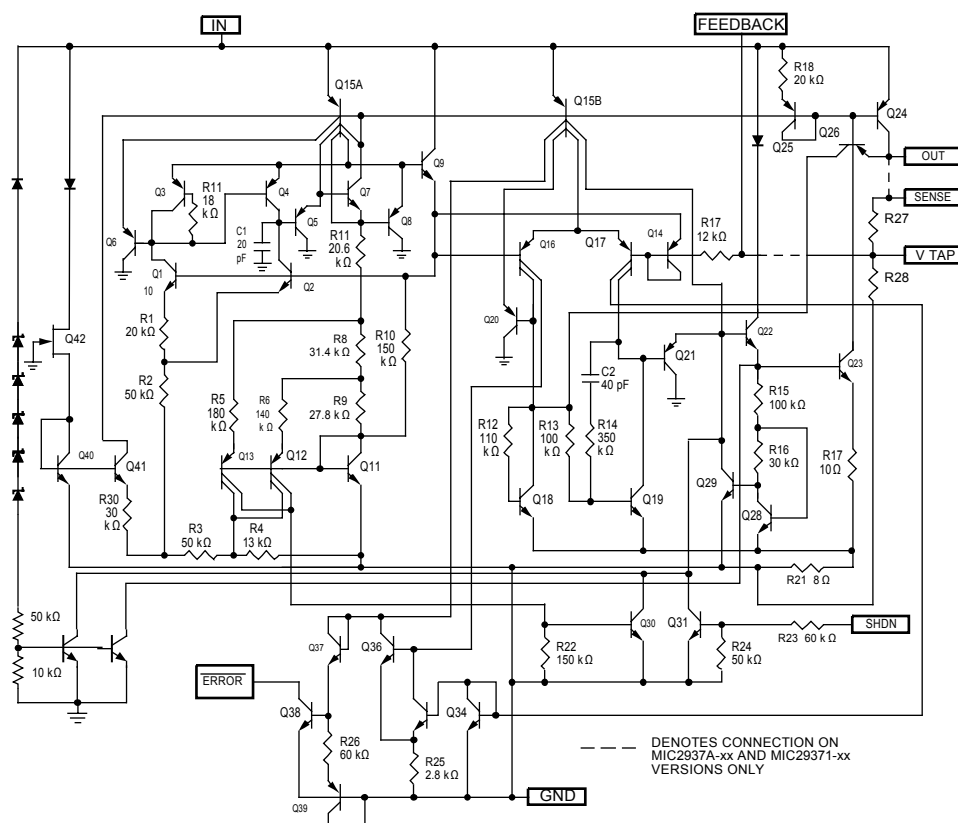 IN
FEEDBACK
Q15A
Q15B
R18
20 kΩ
Q24
Q25
Q26
OUT
SENSE
R27
V TAP
R28
Q3
R11
18
kΩ
Q4
Q7
Q9
Q6
C1
20
pF
Q5
Q8
R11
20.6
kΩ
Q16
Q17
Q14
R17
12 kΩ
Q1
10
Q2
Q42
R1
20 kΩ
R2
50 kΩ
R8
31.4 kΩ
R10
150
kΩ
Q20
Q21
Q22
Q23
C2
40 pF
R5
180
kΩ
R6
140
kΩ
R9
27.8 kΩ
R15
100 kΩ
R12
110
kΩ
R13
100
kΩ
R14
350
kΩ
R16
30 kΩ
R17
10Ω
Q40
Q41
Q13
Q12
Q11
Q18
Q19
Q29
Q28
R30
30
kΩ
R3
50 kΩ
R4
13 kΩ
R21 8 Ω
50 kΩ
10 kΩ
Q37
Q36
R22
150 kΩ
Q30
Q31
R24
50 kΩ
R23 60 kΩ
SHDN
ERROR
Q38
Q34
R26
60 kΩ
R25
2.8 kΩ
Q39
GND
DENOTES CONNECTION ON
MIC2937A-xx AND MIC29371-xx
VERSIONS ONLY